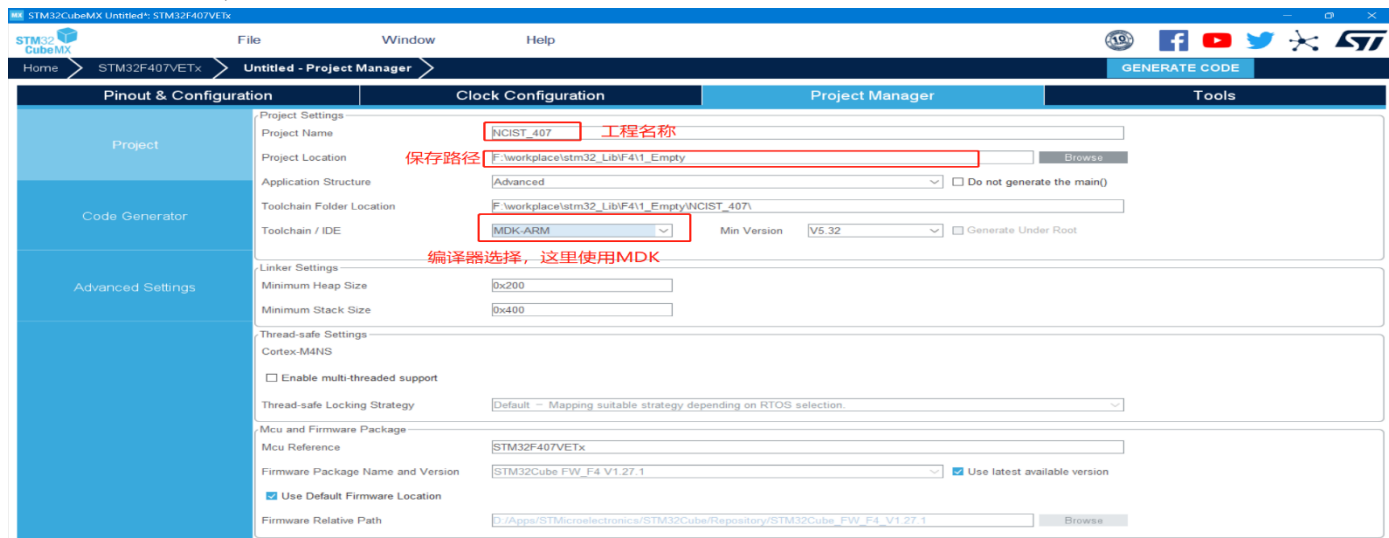 MX STM32CubeMX Untitled*: STM32F407VETx
STM32 CubeMX File Window Help 10 ST
Home STM32F407VETx Untitled - Project Manager GENERATE CODE
Pinout & Configuration Clock Configuration Project Manager Tools
Project
Code Generator
Advanced Settings
Project Settings
Project Name NCIST_407 工程名称
Project Location 保存路径 F:\workplace\stm32_Lib\F4\1_Empty Browse
Application Structure Advanced Do not generate the main()
Toolchain Folder Location F:\workplace\stm32_Lib\F4\1_Empty\NCIST_407\
Toolchain / IDE MDK-ARM Min Version V5.32 Generate Under Root
编译器选择，这里使用MDK
Linker Settings
Minimum Heap Size 0x200
Minimum Stack Size 0x400
Thread-safe Settings
Cortex-M4NS
Enable multi-threaded support
Thread-safe Locking Strategy Default − Mapping suitable strategy depending on RTOS selection.
Mcu and Firmware Package
Mcu Reference STM32F407VETx
Firmware Package Name and Version STM32Cube FW_F4 V1.27.1 Use latest available version
Use Default Firmware Location
Firmware Relative Path D:/Apps/STMicroelectronics/STM32Cube/Repository/STM32Cube_FW_F4_V1.27.1 Browse